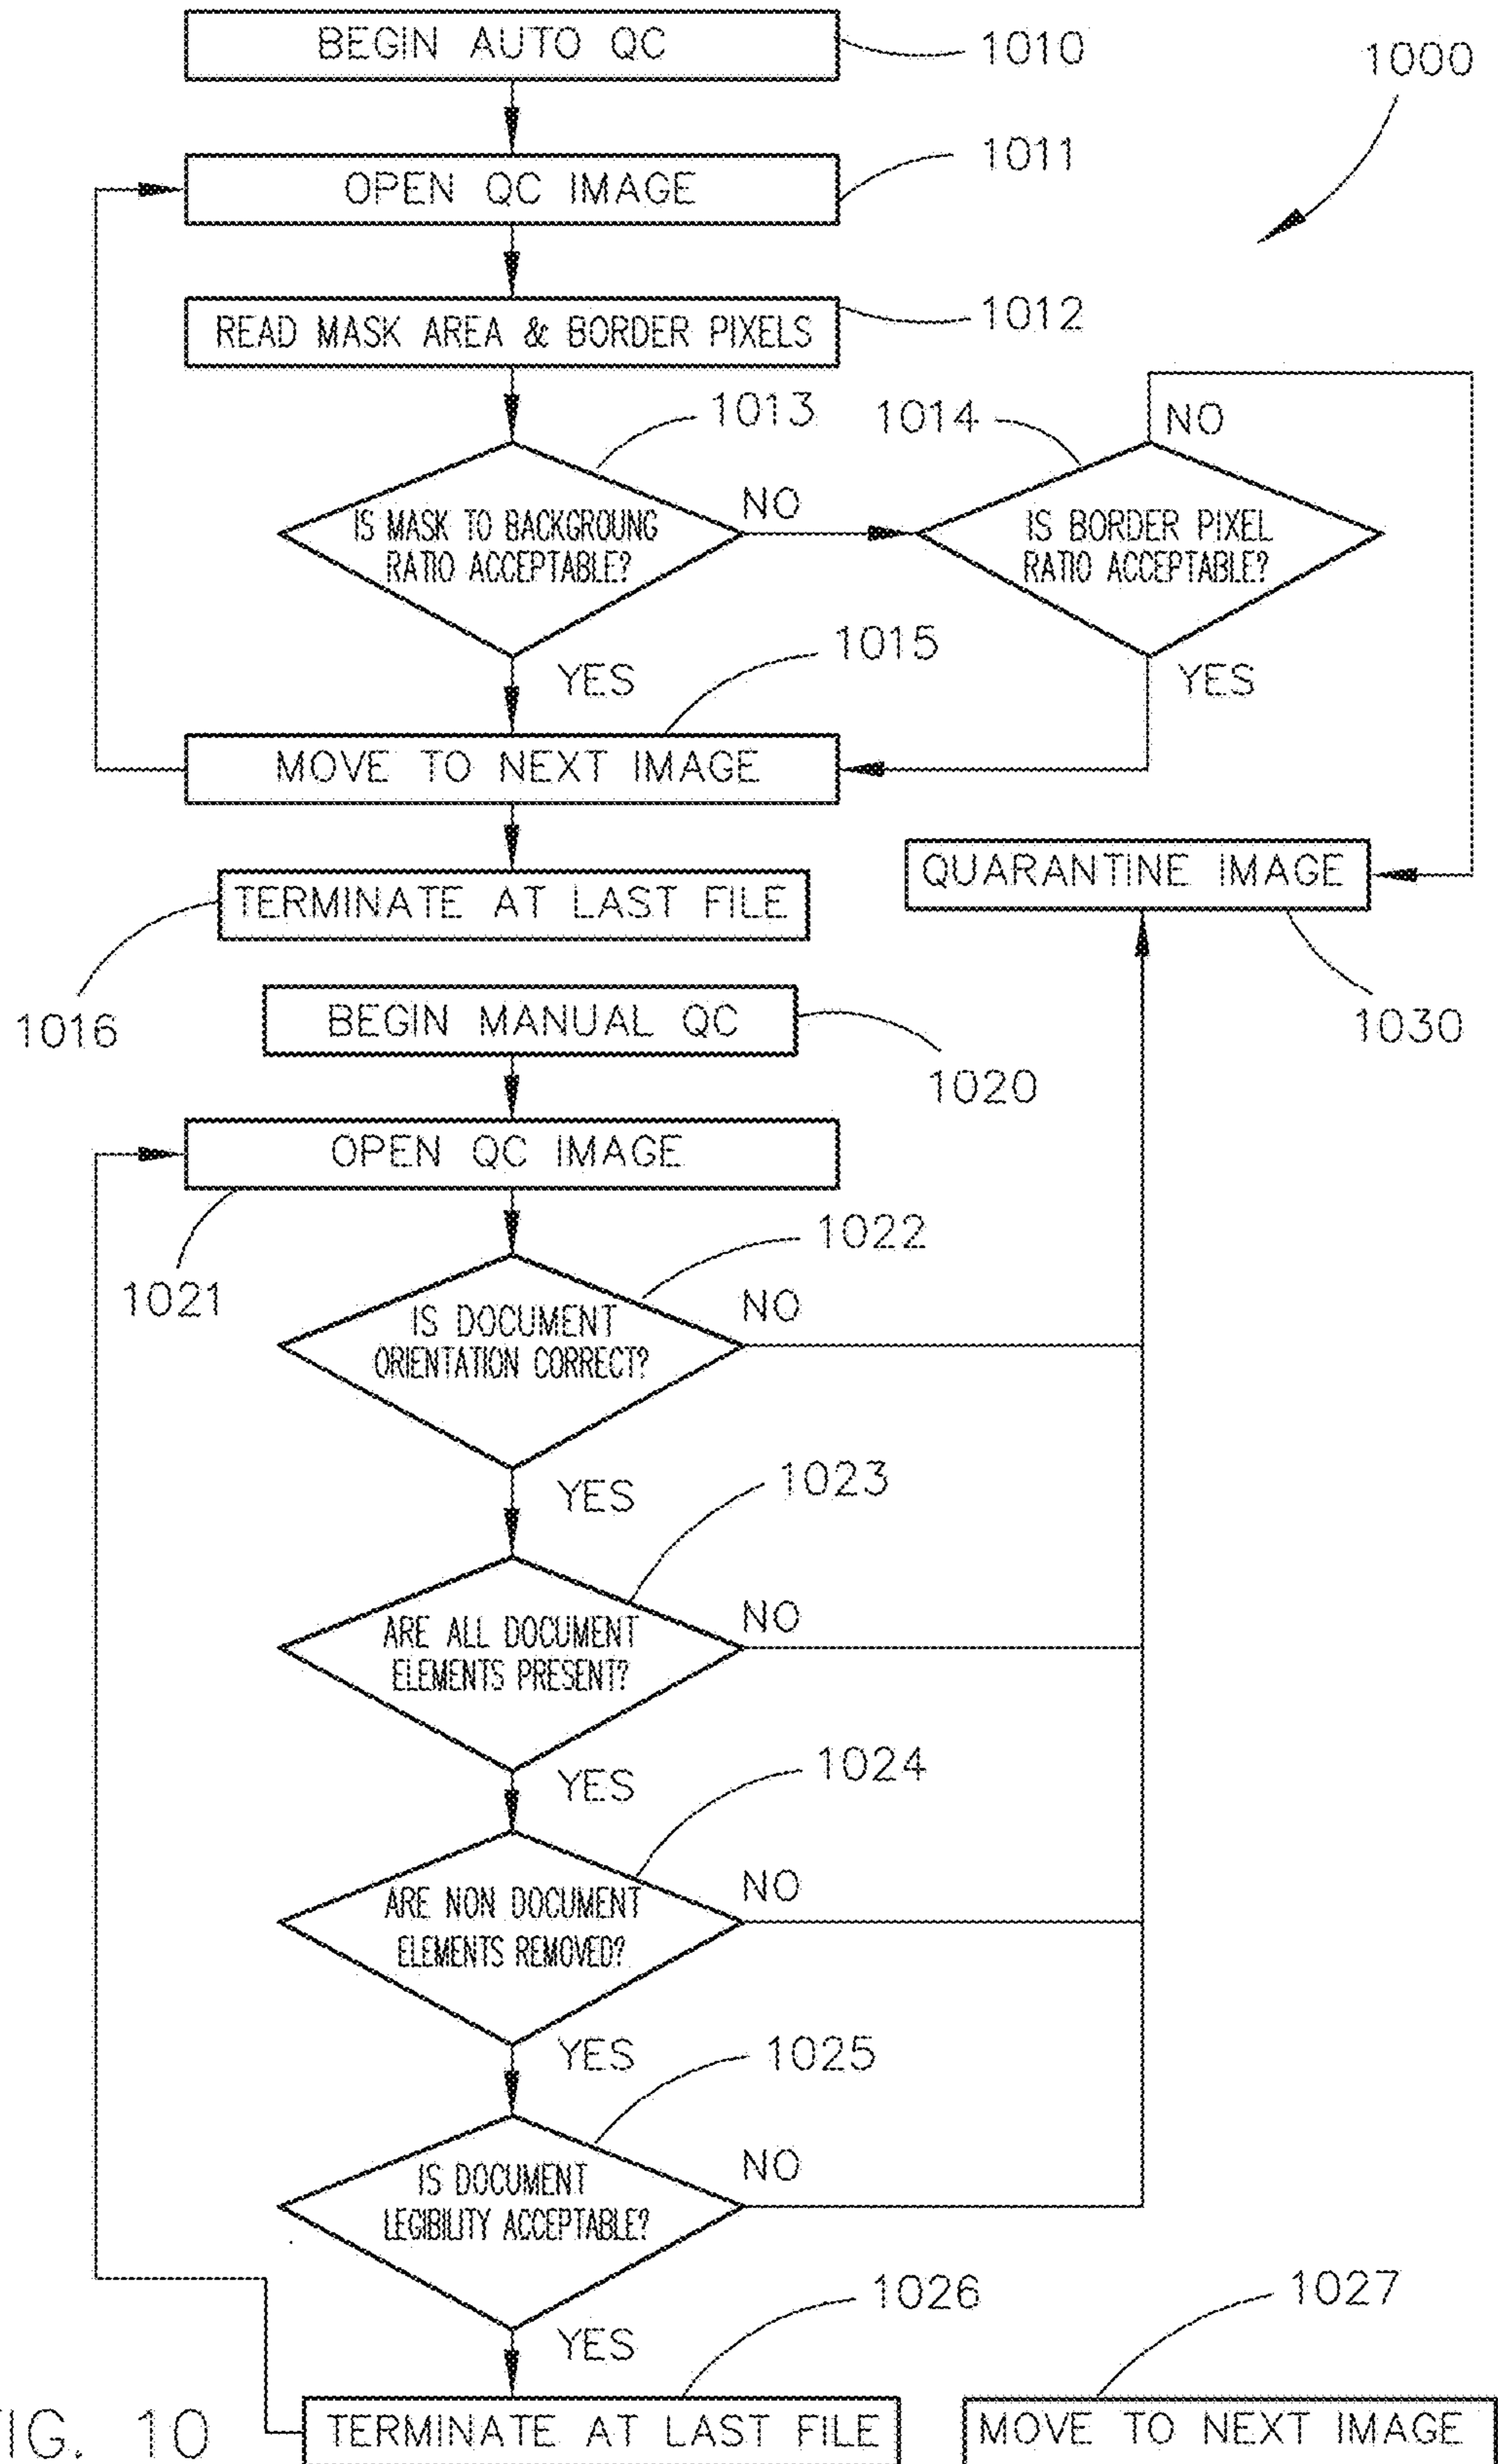 BEGIN AUTO QC
1010
1000
OPEN QC IMAGE
1011
READ MASK AREA & BORDER PIXELS
1012
1013
1014
NO
IS MASK TO BACKGROUNG
RATIO ACCEPTABLE?
NO
IS BORDER PIXEL
RATIO ACCEPTABLE?
1015
YES
YES
MOVE TO NEXT IMAGE
QUARANTINE IMAGE
TERMINATE AT LAST FILE
1016
1030
BEGIN MANUAL QC
1020
OPEN QC IMAGE
1021
1022
IS DOCUMENT
ORIENTATION CORRECT?
NO
YES
1023
ARE ALL DOCUMENT
ELEMENTS PRESENT?
NO
YES
1024
ARE NON DOCUMENT
ELEMENTS REMOVED?
NO
YES
1025
IS DOCUMENT
LEGIBILITY ACCEPTABLE?
NO
YES
1026
1027
TERMINATE AT LAST FILE
MOVE TO NEXT IMAGE
FIG. 10